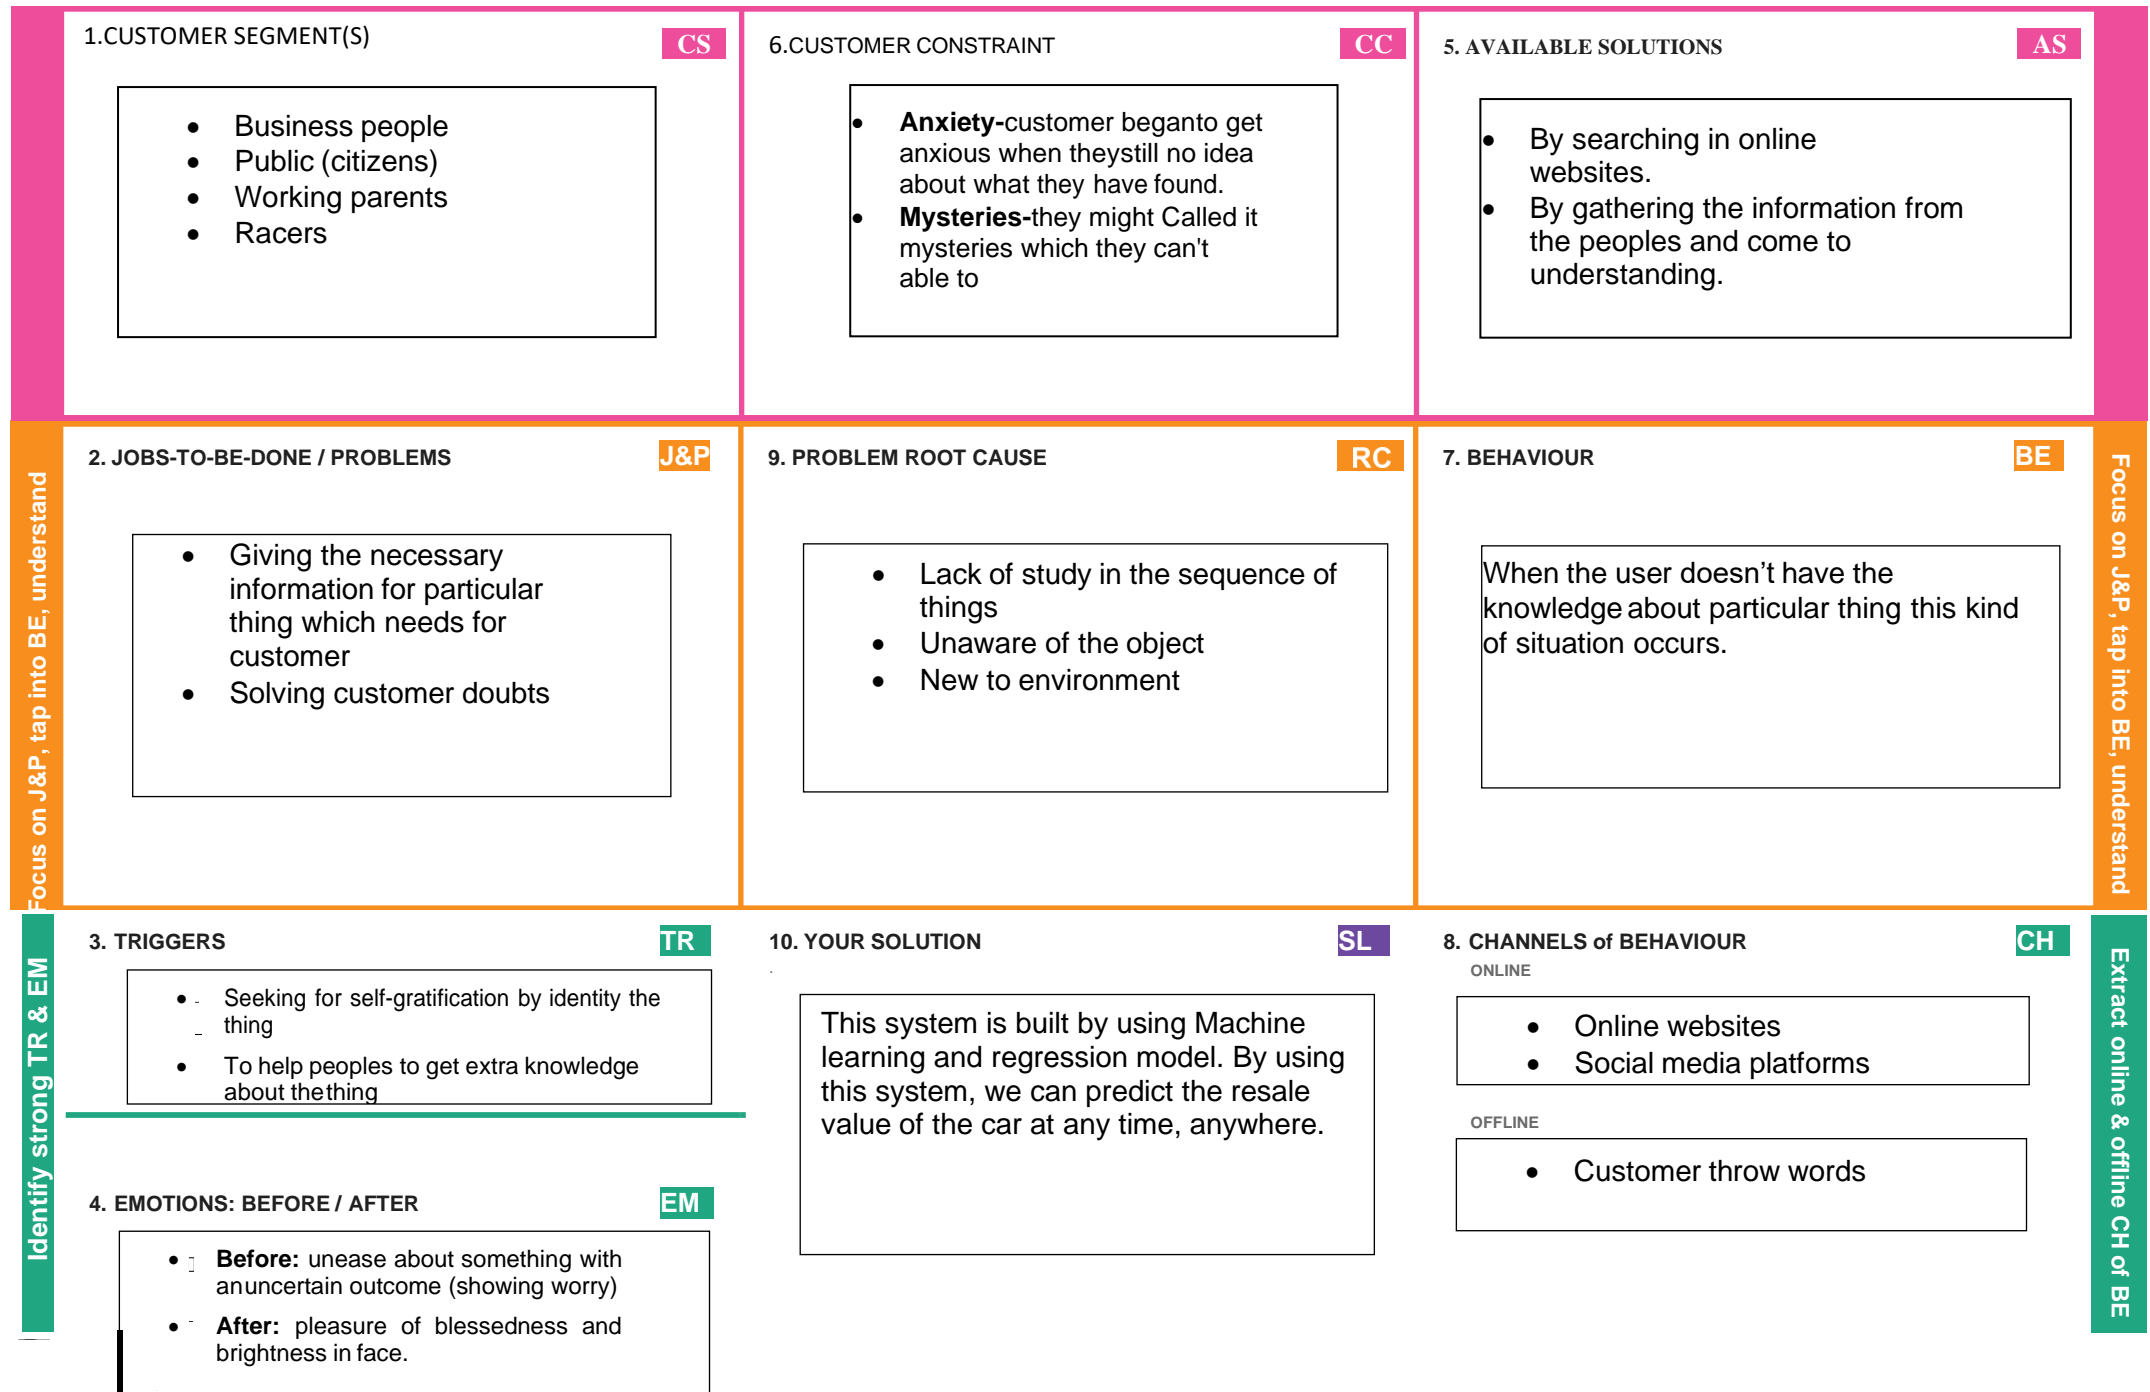 1.CUSTOMER SEGMENT(S)
CS
• Business people
• Public (citizens)
• Working parents
• Racers
6.CUSTOMER CONSTRAINT
CC
• Anxiety-customer beganto get
anxious when theystill no idea
about what they have found.
• Mysteries-they might Called it
mysteries which they can't
able to
5. AVAILABLE SOLUTIONS
AS
• By searching in online
websites.
• By gathering the information from
the peoples and come to
understanding.
Focus on J&P, tap into BE, understand
2. JOBS-TO-BE-DONE / PROBLEMS
J&P
• Giving the necessary
information for particular
thing which needs for
customer
• Solving customer doubts
9. PROBLEM ROOT CAUSE
RC
• Lack of study in the sequence of
things
• Unaware of the object
• New to environment
7. BEHAVIOUR
BE
When the user doesn’t have the
knowledge about particular thing this kind
of situation occurs.
Focus on J&P, tap into BE, understand
Identify strong TR & EM
3. TRIGGERS
TR
• Seeking for self-gratification by identity the
thing
• To help peoples to get extra knowledge
about thething
4. EMOTIONS: BEFORE / AFTER
EM
• Before: unease about something with
anuncertain outcome (showing worry)
• After: pleasure of blessedness and
brightness in face.
10. YOUR SOLUTION
SL
This system is built by using Machine
learning and regression model. By using
this system, we can predict the resale
value of the car at any time, anywhere.
8. CHANNELS of BEHAVIOUR
CH
ONLINE
• Online websites
• Social media platforms
OFFLINE
• Customer throw words
Extract online & offline CH of BE